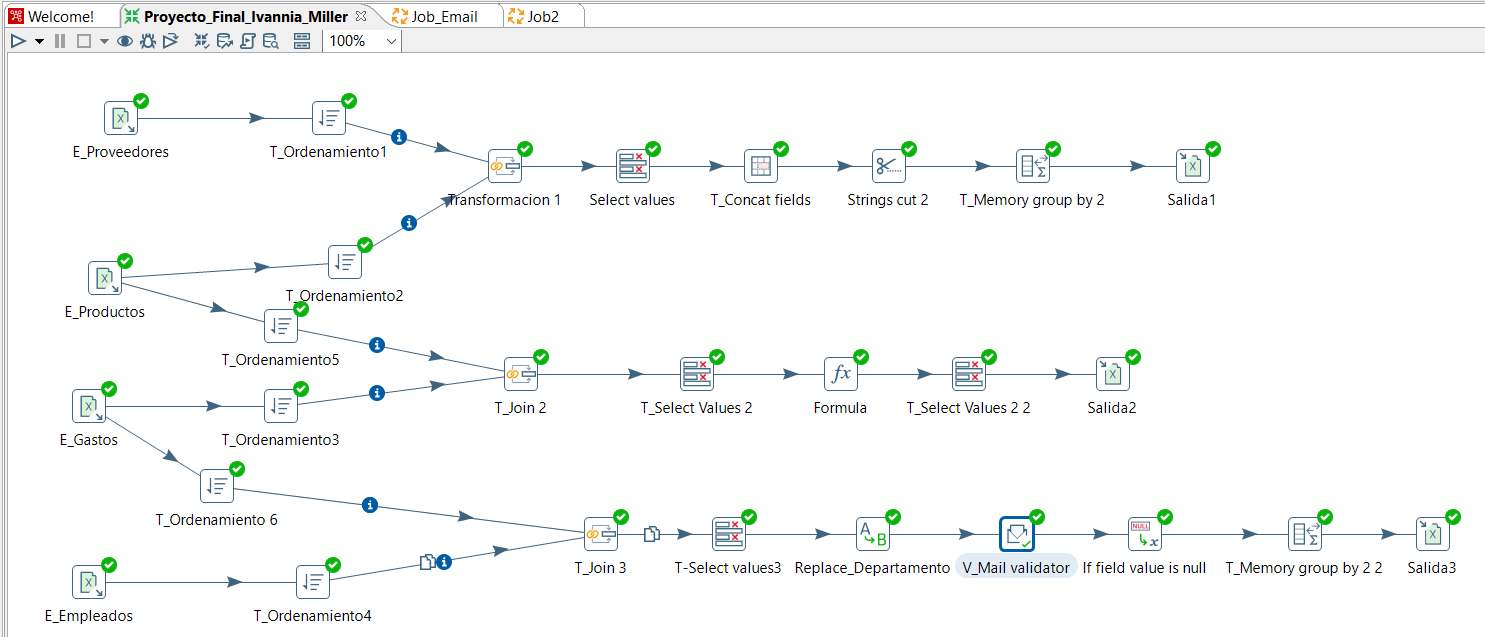 Welcome!
Proyecto_Final_Ivannia_Miller
Job_Email
Job2
100%
E_Proveedores
T_Ordenamiento1
Transformacion 1
Select values
T_Concat fields
Strings cut 2
T_Memory group by 2
Salida1
E_Productos
T_Ordenamiento2
T_Ordenamiento5
T_Join 2
T_Select Values 2
Formula
T_Select Values 2 2
Salida2
E_Gastos
T_Ordenamiento3
T_Ordenamiento 6
T_Join 3
T-Select values3
Replace_Departamento
V_Mail validator
If field value is null
T_Memory group by 2 2
Salida3
E_Empleados
T_Ordenamiento4